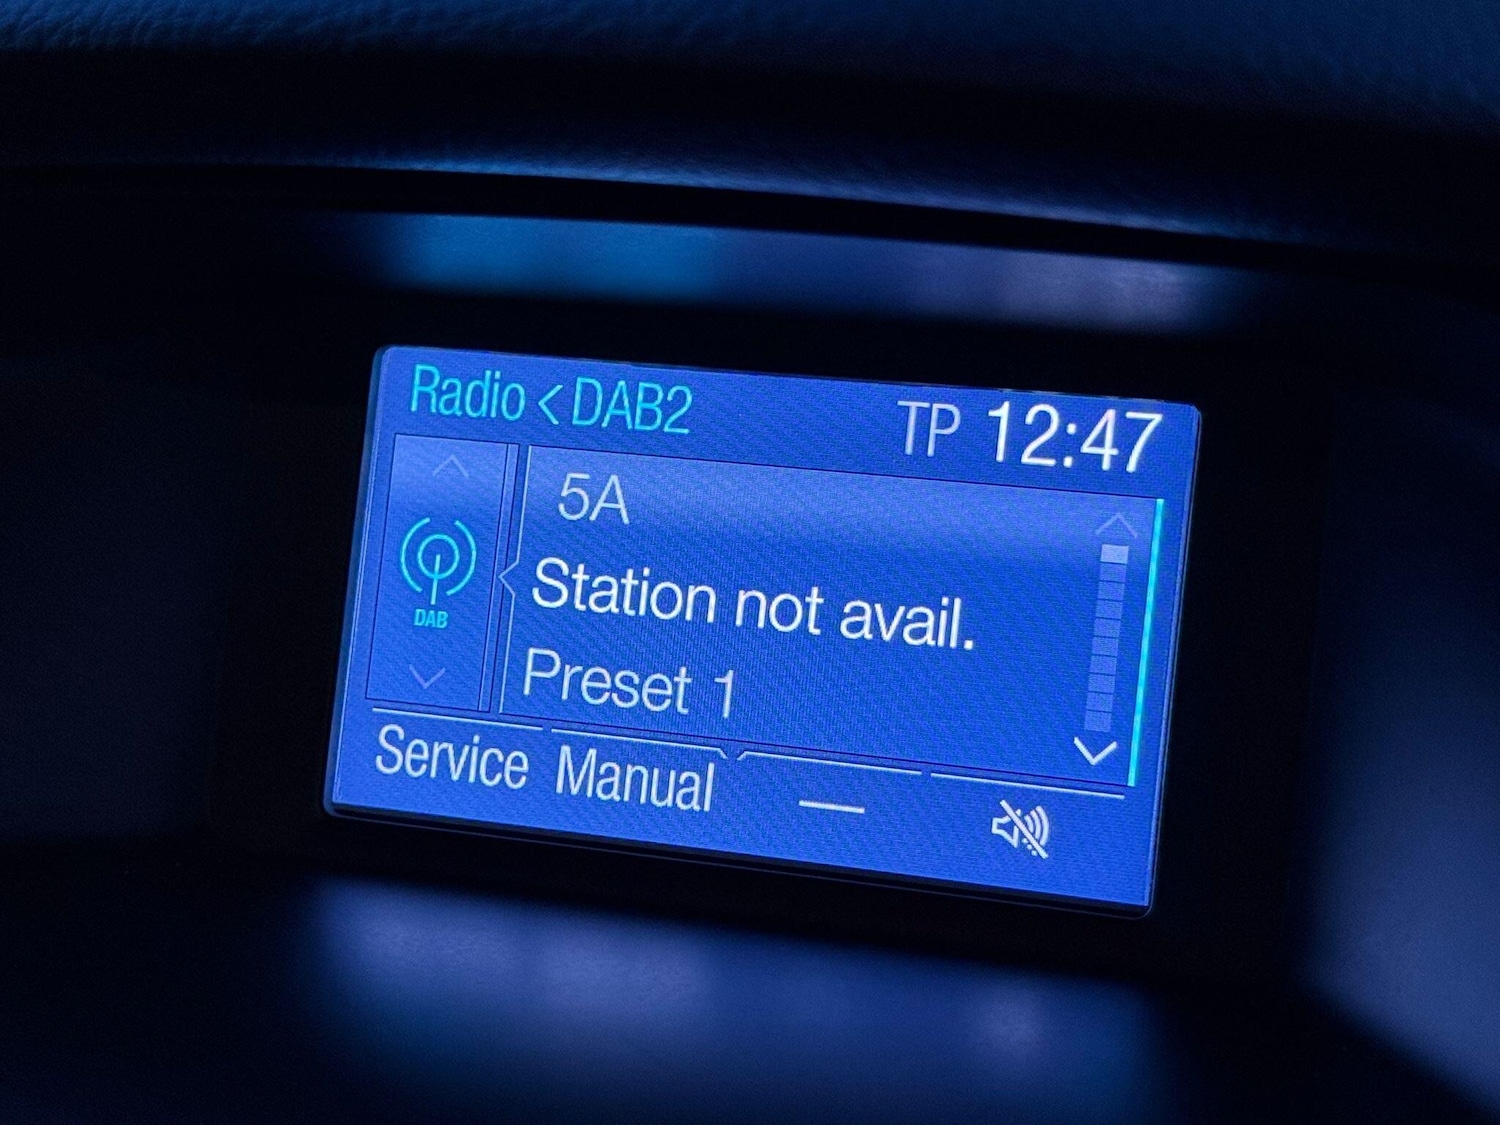 Radio < DAB2 TP 12:47
5A
DAB
Station not avail.
Preset 1
Service Manual —